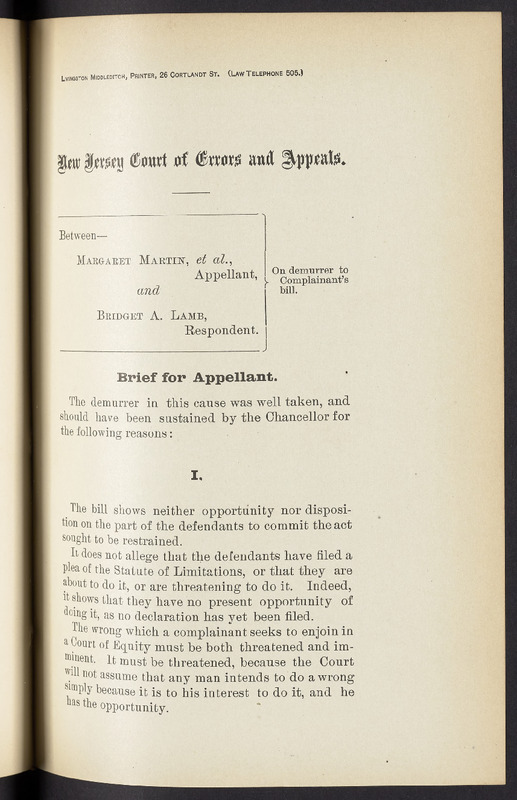 LIVINGSTON MIDDLEDITCH, PRINTER, 26 CORTLANDT ST. (LAW TELEPHONE 505.)
New Jersey Court of Errors and Appeals.
Between—
MARGARET MARTIN, et al.,
Appellant,
and
BRIDGET A. LAMB,
Respondent.
On demurrer to
Complainant's
bill.
Brief for Appellant.
The demurrer in this cause was well taken, and
should have been sustained by the Chancellor for
the following reasons:
I.
The bill shows neither opportunity nor disposi-
tion on the part of the defendants to commit the act
sought to be restrained.
It does not allege that the defendants have filed a
plea of the Statute of Limitations, or that they are
about to do it, or are threatening to do it. Indeed,
it shows that they have no present opportunity of
doing it, as no declaration has yet been filed.
The wrong which a complainant seeks to enjoin in
a Court of Equity must be both threatened and im-
minent. It must be threatened, because the Court
will not assume that any man intends to do a wrong
simply because it is to his interest to do it, and he
has the opportunity.